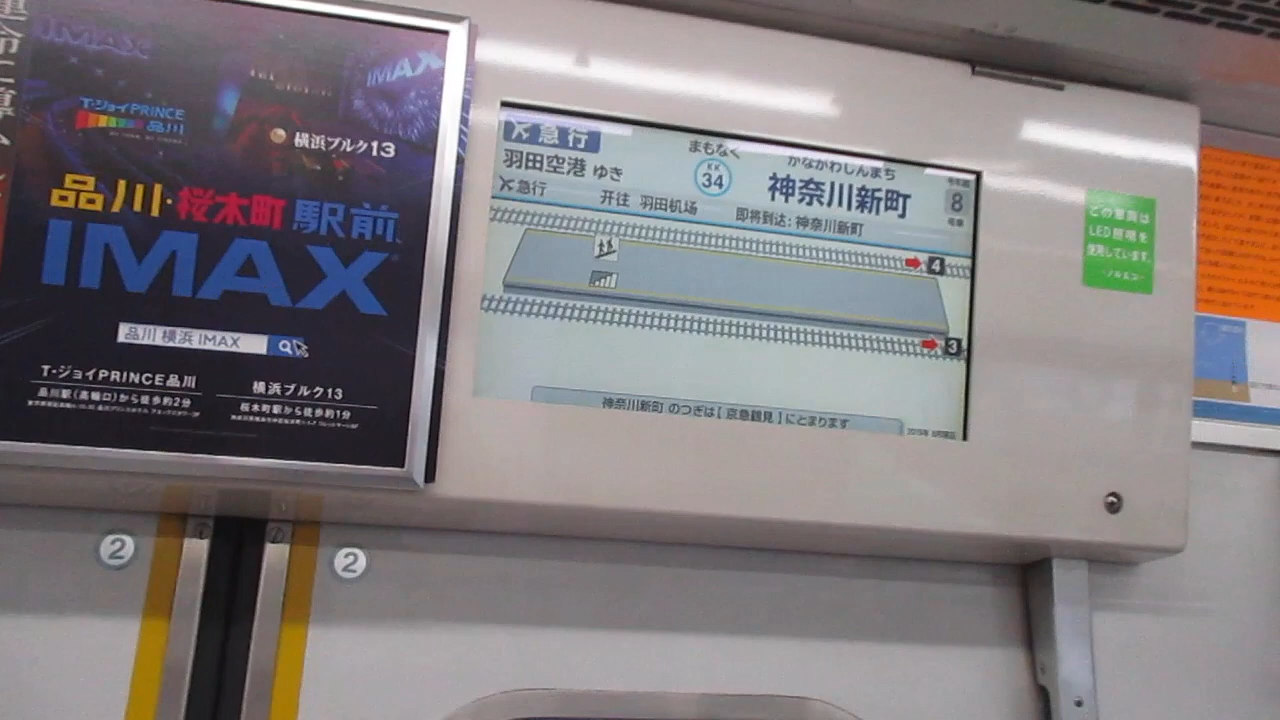 IMAX
IMAX
T・ジョイPRINCE
品川
横浜ブルク13
品川・桜木町駅前
IMAX
品川 横浜 IMAX
T・ジョイPRINCE品川
品川駅(高輪口)から徒歩約2分
横浜ブルク13
桜木町駅から徒歩約1分
急行
羽田空港 ゆき
まもなく
KK
34
かながわしんまち
神奈川新町
8
号車
急行 开往 羽田机场 即将到达: 神奈川新町
4
3
神奈川新町 のつぎは【 京急鶴見 】にとまります
この車両は
LED照明を
使用しています。
2
2